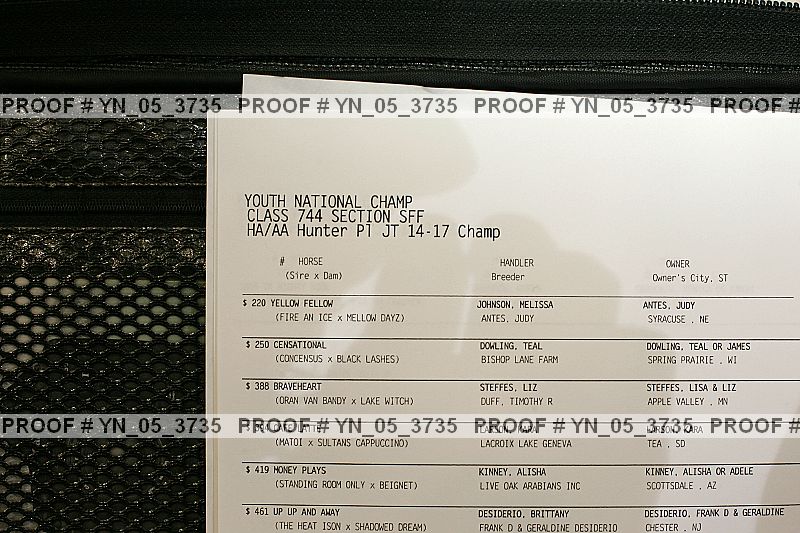 PROOF # YN_05_3735 PROOF # YN_05_3735 PROOF # YN_05_3735 PROOF #
YOUTH NATIONAL CHAMP
CLASS 744 SECTION SFF
HA/AA Hunter Pl JT 14-17 Champ
# HORSE HANDLER OWNER
(Sire x Dam) Breeder Owner's City, ST
$ 220 YELLOW FELLOW JOHNSON, MELISSA ANTES, JUDY
(FIRE AN ICE x MELLOW DAYZ) ANTES, JUDY SYRACUSE , NE
$ 250 CENSATIONAL DOWLING, TEAL DOWLING, TEAL OR JAMES
(CONCENSUS x BLACK LASHES) BISHOP LANE FARM SPRING PRAIRIE , WI
$ 388 BRAVEHEART STEFFES, LIZ STEFFES, LISA & LIZ
(ORAN VAN BANDY x LAKE WITCH) DUFF, TIMOTHY R APPLE VALLEY , MN
PROOF # YN_05_3735 PROOF # YN_05_3735 PROOF # YN_05_3735 PROOF #
(MATOI x SULTANS CAPPUCCINO) LACROIX LAKE GENEVA TEA , SD
$ 419 MONEY PLAYS KINNEY, ALISHA KINNEY, ALISHA OR ADELE
(STANDING ROOM ONLY x BEIGNET) LIVE OAK ARABIANS INC SCOTTSDALE , AZ
$ 461 UP UP AND AWAY DESIDERIO, BRITTANY DESIDERIO, FRANK D & GERALDINE
(THE HEAT ISON x SHADOWED DREAM) FRANK D & GERALDINE DESIDERIO CHESTER , NJ